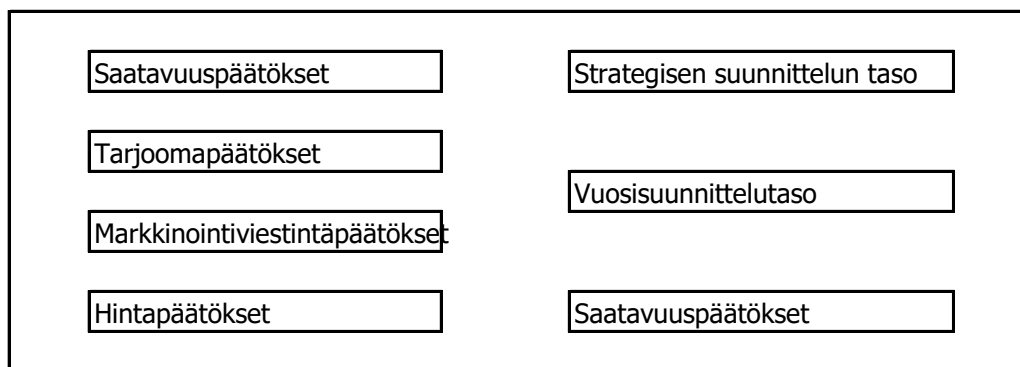 Saatavuuspäätökset
Strategisen suunnittelun taso
Tarjoomapäätökset
Vuosisuunnittelutaso
Markkinointiviestintäpäätökset
Hintapäätökset
Saatavuuspäätökset